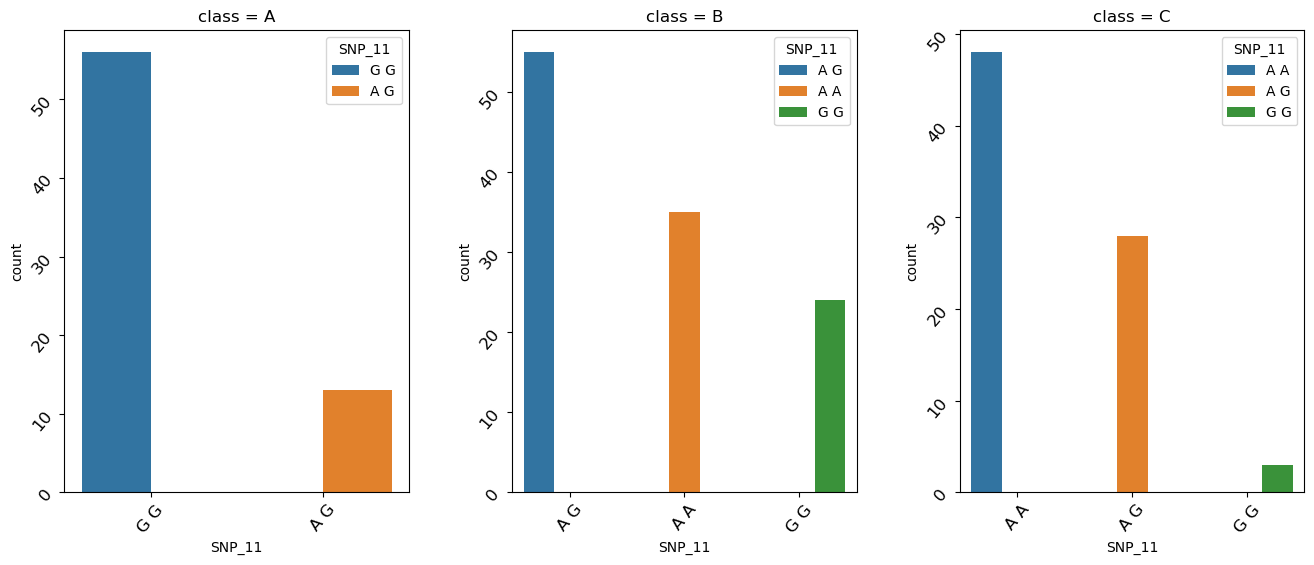 class = A
SNP_11
G G
A G
count
50
40
30
20
10
0
G G
A G
SNP_11
class = B
SNP_11
A G
A A
G G
count
50
40
30
20
10
0
A G
A A
G G
SNP_11
class = C
SNP_11
A A
A G
G G
count
50
40
30
20
10
0
A A
A G
G G
SNP_11